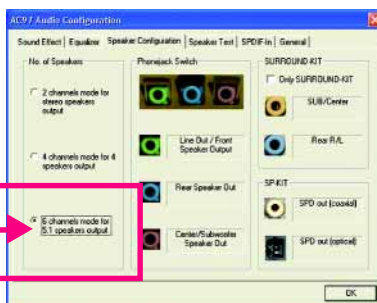 AC97 Audio Configuration
Sound Effect | Equalizer | Speaker Configuration | Speaker Test | SPDIF-In | General
No. of Speakers
2 channels mode for
stereo speakers
output
4 channels mode for 4
speakers output
6 channels mode for
5.1 speakers output
Phonejack Switch
Line Out / Front
Speaker Output
Rear Speaker Out
Center/Subwoofer
Speaker Out
SURROUND-KIT
Only SURROUND-KIT
SUB/Center
Rear R/L
SP-KIT
SPD out (coaxial)
SPD out (optical)
OK